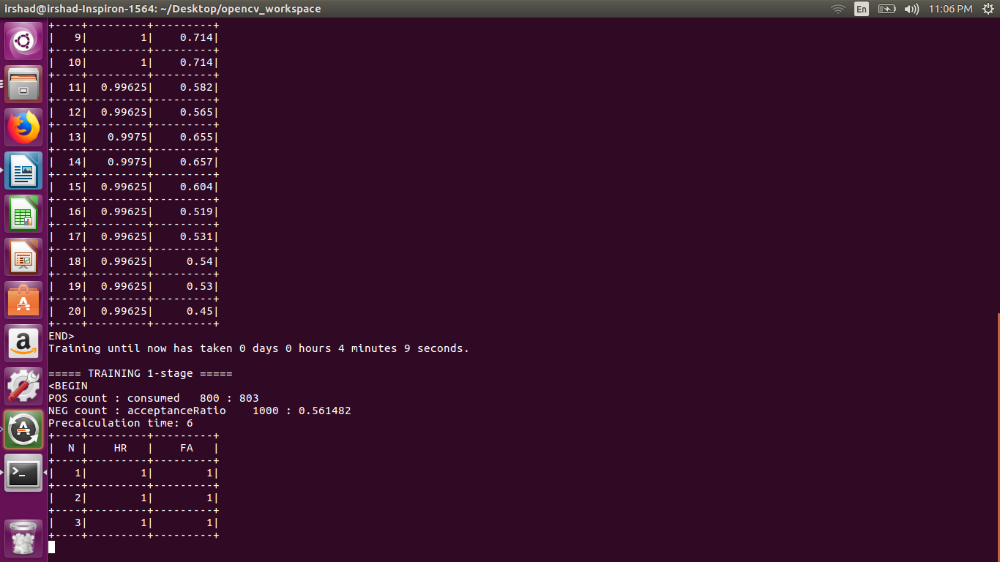 irshad@irshad-Inspiron-1564: ~/Desktop/opencv_workspace
En
11:06 PM
+----+---------+---------+
|   9|        1|    0.714|
+----+---------+---------+
|  10|        1|    0.714|
+----+---------+---------+
|  11|  0.99625|    0.582|
+----+---------+---------+
|  12|  0.99625|    0.565|
+----+---------+---------+
|  13|   0.9975|    0.655|
+----+---------+---------+
|  14|   0.9975|    0.657|
+----+---------+---------+
|  15|  0.99625|    0.604|
+----+---------+---------+
|  16|  0.99625|    0.519|
+----+---------+---------+
|  17|  0.99625|    0.531|
+----+---------+---------+
|  18|  0.99625|     0.54|
+----+---------+---------+
|  19|  0.99625|     0.53|
+----+---------+---------+
|  20|  0.99625|     0.45|
+----+---------+---------+
END>
Training until now has taken 0 days 0 hours 4 minutes 9 seconds.

===== TRAINING 1-stage =====
<BEGIN
POS count : consumed   800 : 803
NEG count : acceptanceRatio    1000 : 0.561482
Precalculation time: 6
+----+---------+---------+
|  N |    HR   |    FA   |
+----+---------+---------+
|   1|        1|        1|
+----+---------+---------+
|   2|        1|        1|
+----+---------+---------+
|   3|        1|        1|
+----+---------+---------+